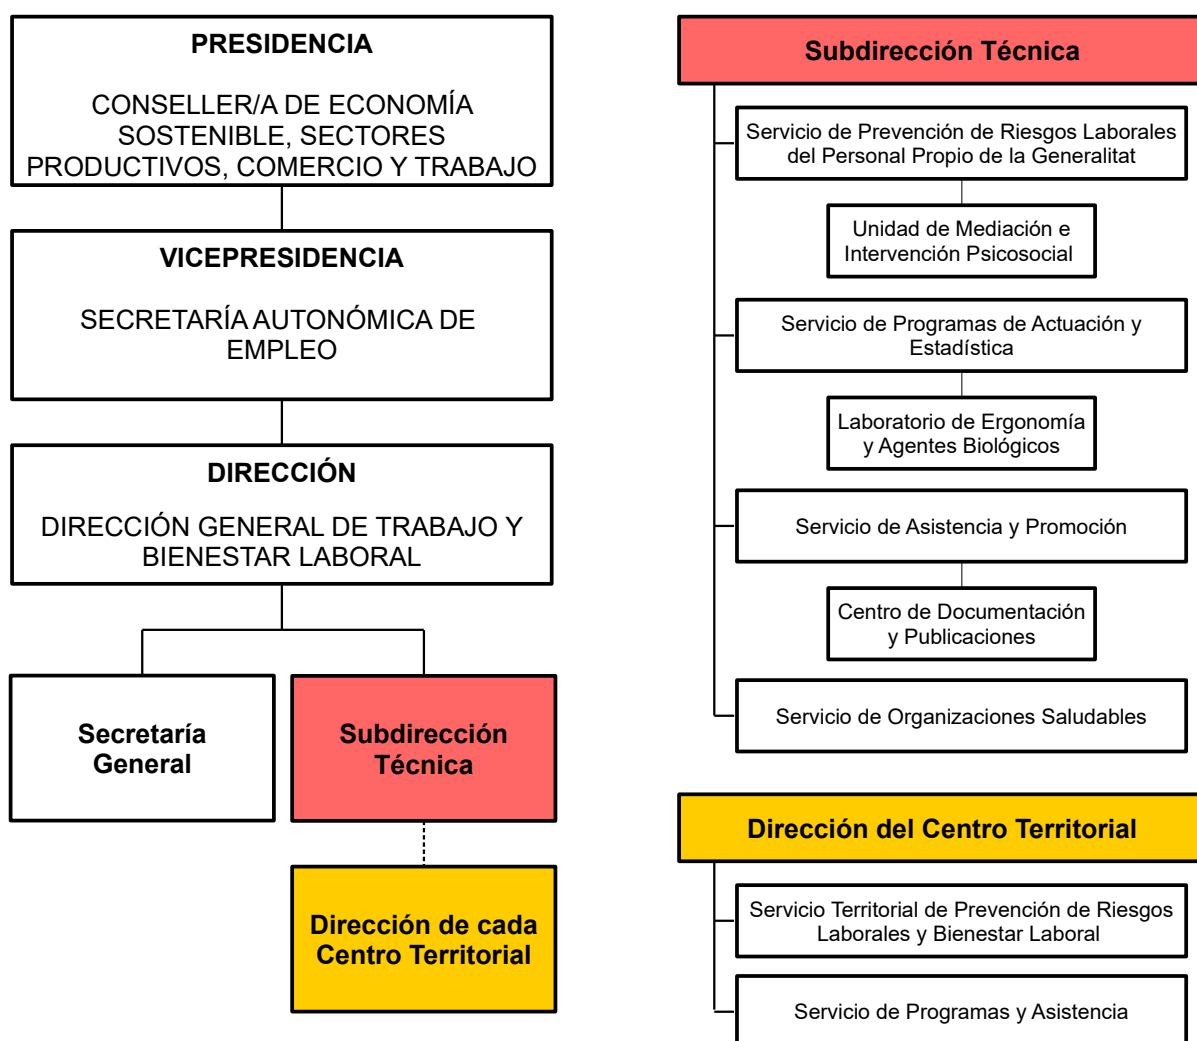 PRESIDENCIA
CONSELLER/A DE ECONOMÍA
SOSTENIBLE, SECTORES
PRODUCTIVOS, COMERCIO Y TRABAJO
VICEPRESIDENCIA
SECRETARÍA AUTONÓMICA DE
EMPLEO
DIRECCIÓN
DIRECCIÓN GENERAL DE TRABAJO Y
BIENESTAR LABORAL
Secretaría
General
Subdirección
Técnica
Dirección de cada
Centro Territorial
Subdirección Técnica
Servicio de Prevención de Riesgos Laborales
del Personal Propio de la Generalitat
Unidad de Mediación e
Intervención Psicosocial
Servicio de Programas de Actuación y
Estadística
Laboratorio de Ergonomía
y Agentes Biológicos
Servicio de Asistencia y Promoción
Centro de Documentación
y Publicaciones
Servicio de Organizaciones Saludables
Dirección del Centro Territorial
Servicio Territorial de Prevención de Riesgos
Laborales y Bienestar Laboral
Servicio de Programas y Asistencia